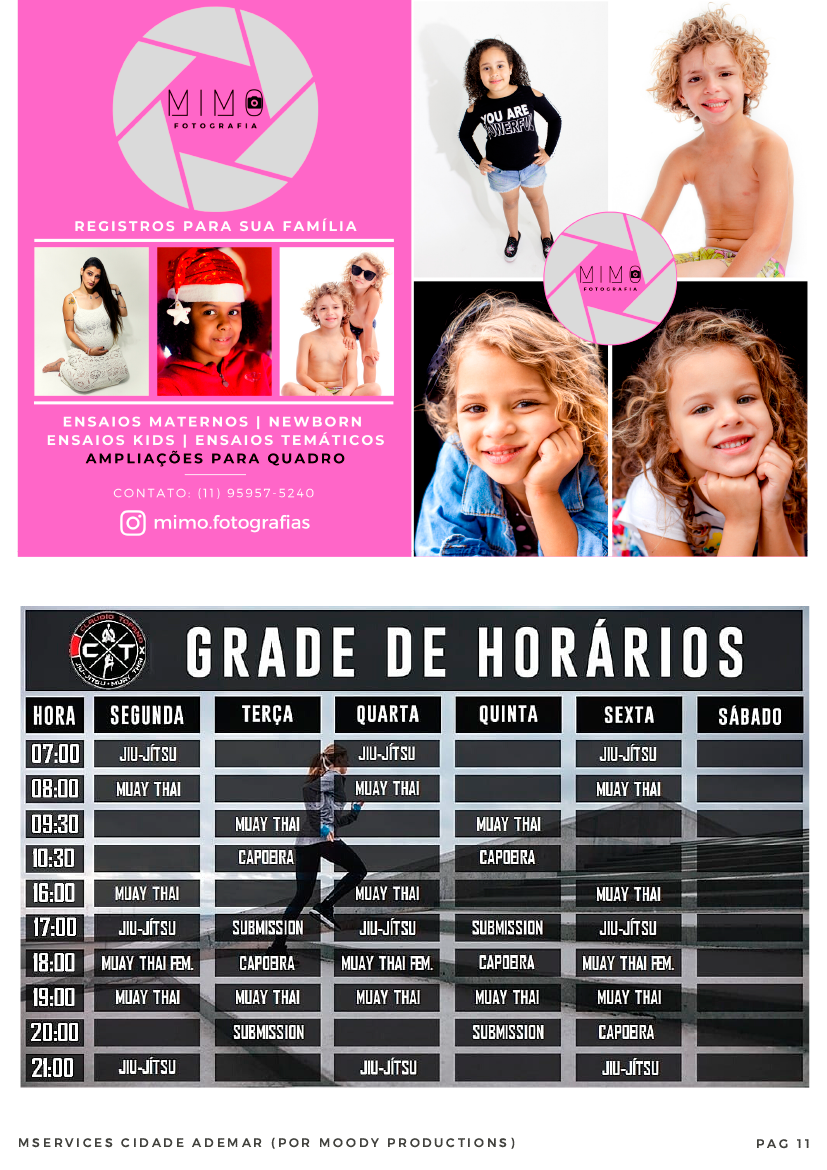 MIMO
FOTOGRAFIA
REGISTROS PARA SUA FAMÍLIA
ENSAIOS MATERNOS | NEWBORN
ENSAIOS KIDS | ENSAIOS TEMÁTICOS
AMPLIAÇÕES PARA QUADRO
CONTATO: (11) 95957-5240
mimo.fotografias
YOU ARE
POWERFUL
MIMO
FOTOGRAFIA
CT
JIU-JITSU • MUAY THAI
GRADE DE HORÁRIOS
HORA SEGUNDA TERÇA QUARTA QUINTA SEXTA SÁBADO
07:00 JIU-JÍTSU JIU-JÍTSU JIU-JÍTSU
08:00 MUAY THAI MUAY THAI MUAY THAI
09:30 MUAY THAI MUAY THAI
10:30 CAPOEIRA CAPOEIRA
16:00 MUAY THAI MUAY THAI MUAY THAI
17:00 JIU-JÍTSU SUBMISSION JIU-JÍTSU SUBMISSION JIU-JÍTSU
18:00 MUAY THAI FEM. CAPOEIRA MUAY THAI FEM. CAPOEIRA MUAY THAI FEM.
19:00 MUAY THAI MUAY THAI MUAY THAI MUAY THAI MUAY THAI
20:00 SUBMISSION SUBMISSION CAPOEIRA
21:00 JIU-JÍTSU JIU-JÍTSU JIU-JÍTSU
MSERVICES CIDADE ADEMAR (POR MOODY PRODUCTIONS)
PAG 11